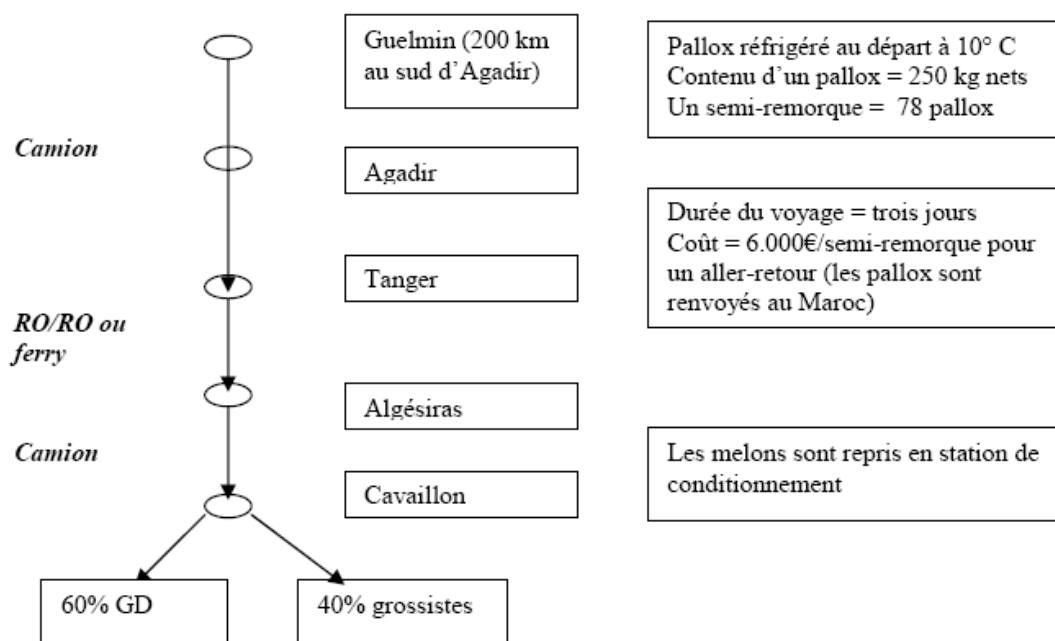 Guelmin (200 km
au sud d'Agadir)
Pallox réfrigéré au départ à 10° C
Contenu d'un pallox = 250 kg nets
Un semi-remorque = 78 pallox
Camion
Agadir
Durée du voyage = trois jours
Coût = 6.000€/semi-remorque pour
un aller-retour (les pallox sont
renvoyés au Maroc)
Tanger
RO/RO ou
ferry
Algésiras
Camion
Les melons sont repris en station de
conditionnement
Cavaillon
60% GD
40% grossistes